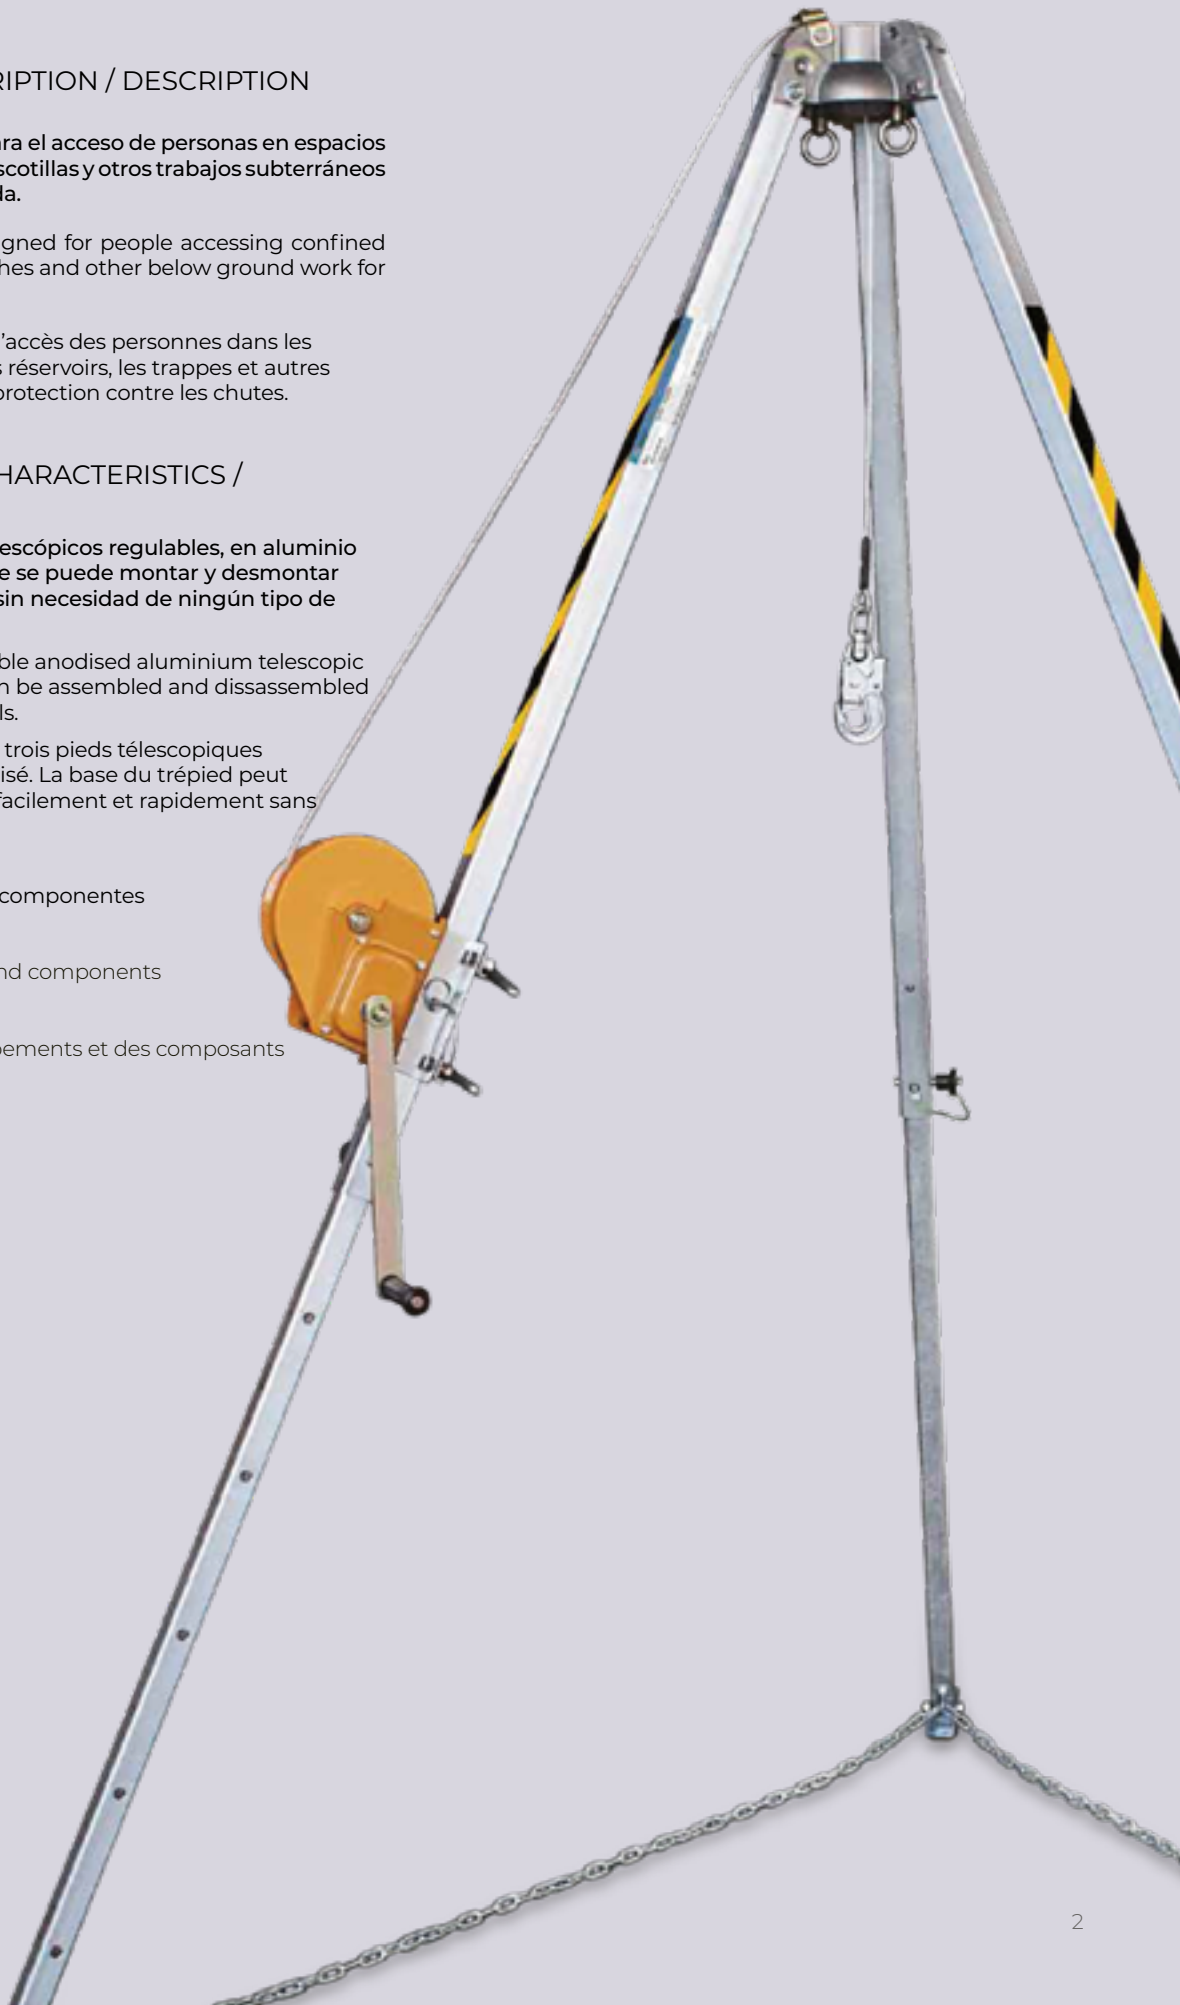 RIPTION / DESCRIPTION
ra el acceso de personas en espacios
scotillas y otros trabajos subterráneos
da.
gned for people accessing confined
hes and other below ground work for
'accès des personnes dans les
s réservoirs, les trappes et autres
protection contre les chutes.
HARACTERISTICS /
lescópicos regulables, en aluminio
e se puede montar y desmontar
sin necesidad de ningún tipo de
ble anodised aluminium telescopic
n be assembled and dissassembled
ls.
trois pieds télescopiques
isé. La base du trépied peut
facilement et rapidement sans
componentes
nd components
pements et des composants
2